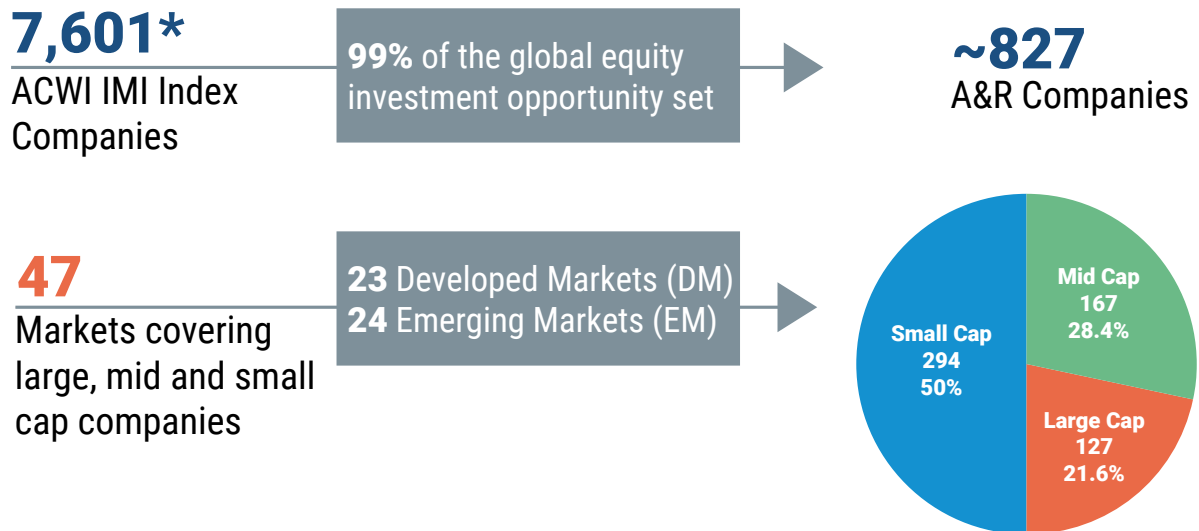 7,601*
ACWI IMI Index
Companies
99% of the global equity
investment opportunity set
~827
A&R Companies
47
Markets covering
large, mid and small
cap companies
23 Developed Markets (DM)
24 Emerging Markets (EM)
Small Cap
294
50%
Mid Cap
167
28.4%
Large Cap
127
21.6%